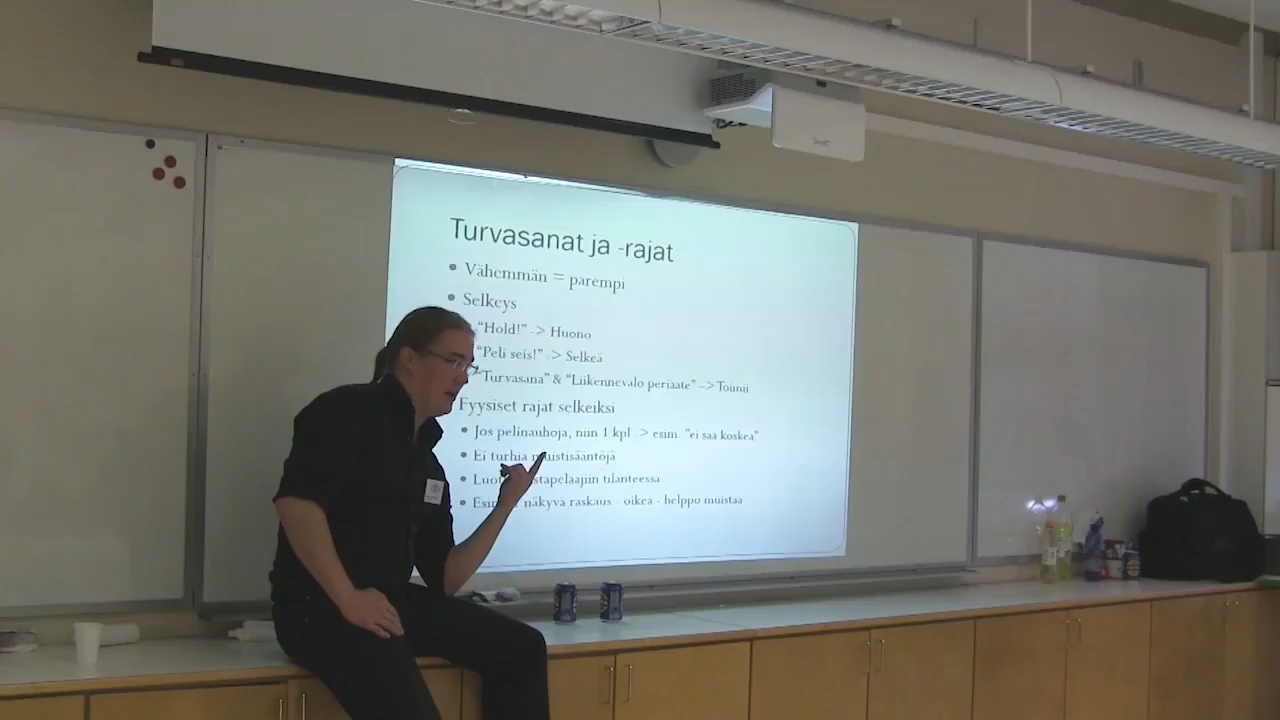 Turvasanat ja -rajat
Vähemmän = parempi
Selkeys
"Hold!" -> Huono
"Peli seis!" -> Selkeä
"Turvasana" & "Liikennevalo periaate" –> Toimii
Fyysiset rajat selkeiksi
Jos pelinauhoja, niin 1 kpl -> esim. "ei saa koskea"
Ei turhia muistisääntöjä
tilanteessa
näkyvä raskaus - oikea - helppo muistaa